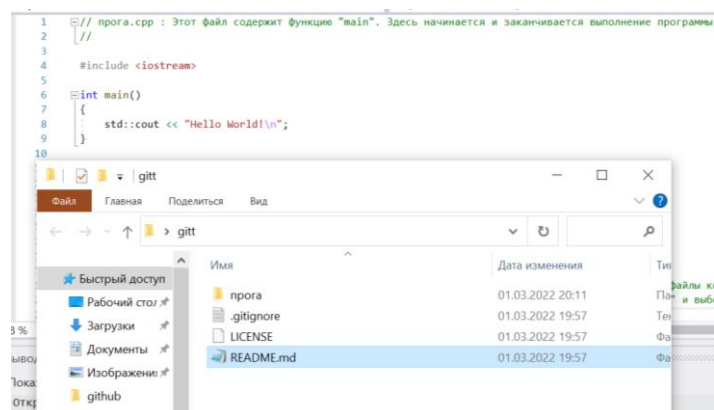 1 // прога.cpp : Этот файл содержит функцию "main". Здесь начинается и заканчивается выполнение программы
2 //
3
4 #include <iostream>
5
6 int main()
7 {
8 std::cout << "Hello World!\n";
9 }
10
gitt
Файл Главная Поделиться Вид
gitt
Имя Дата изменения
Быстрый доступ
прога 01.03.2022 20:11
Рабочий стол
.gitignore 01.03.2022 19:57
Загрузки
LICENSE 01.03.2022 19:57
Документы
README.md 01.03.2022 19:57
github